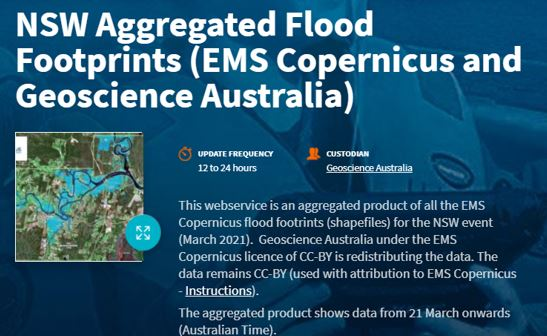 NSW Aggregated Flood
Footprints (EMS Copernicus and
Geoscience Australia)
UPDATE FREQUENCY
12 to 24 hours
CUSTODIAN
Geoscience Australia
This webservice is an aggregated product of all the EMS
Copernicus flood footrints (shapefiles) for the NSW event
(March 2021). Geoscience Australia under the EMS
Copernicus licence of CC-BY is redistributing the data. The
data remains CC-BY (used with attribution to EMS Copernicus
- Instructions).
The aggregated product shows data from 21 March onwards
(Australian Time).